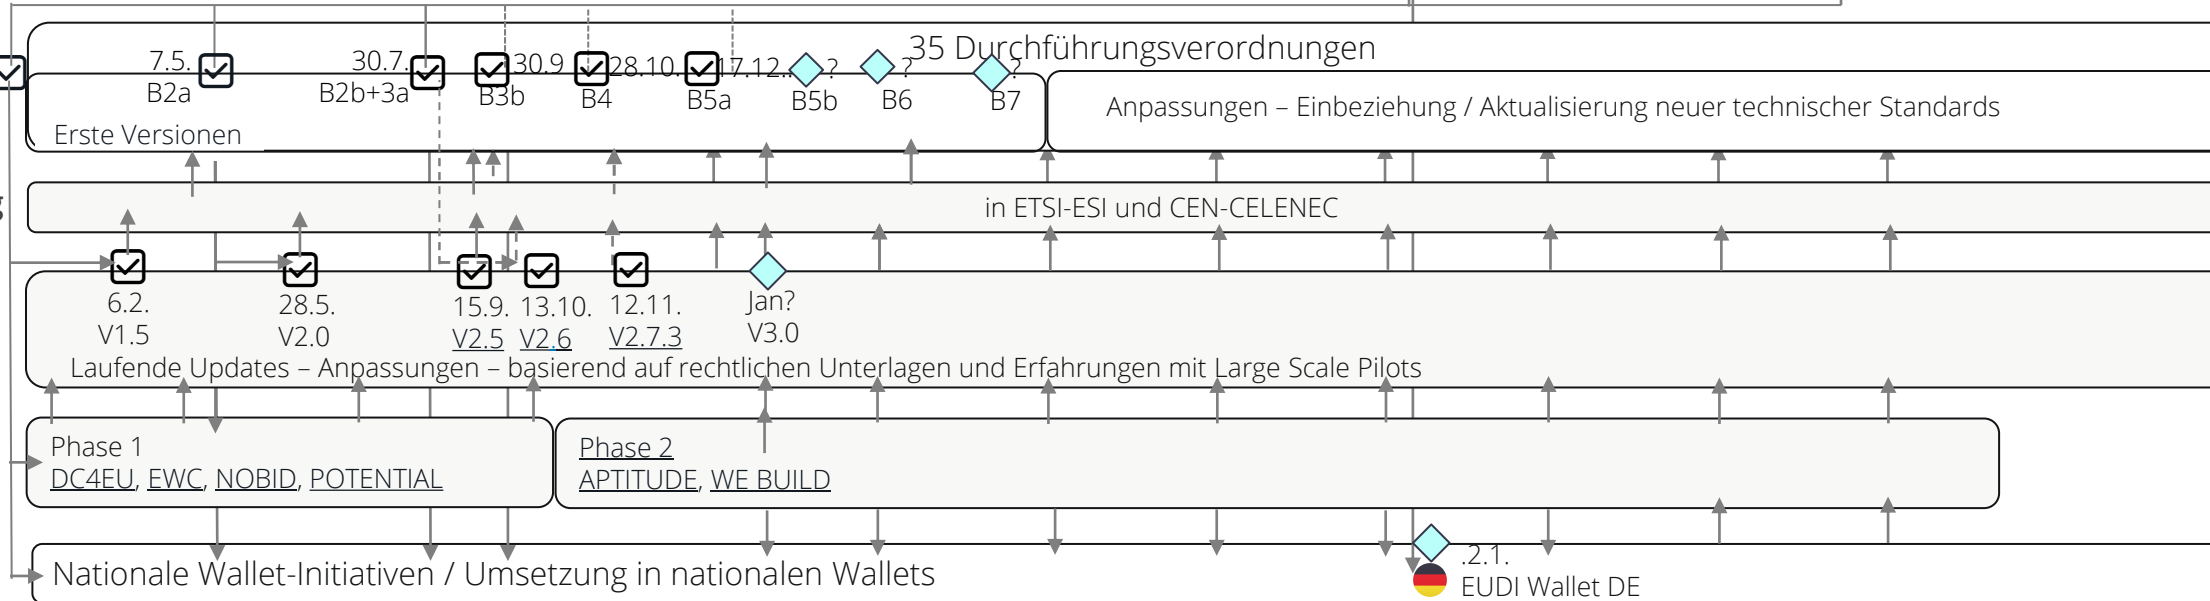 35 Durchführungsverordnungen
7.5. 30.7. 30.9 28.10. 17.12.. ? ? ?
B2a B2b+3a B3b B4 B5a B5b B6 B7
Anpassungen – Einbeziehung / Aktualisierung neuer technischer Standards
Erste Versionen
in ETSI-ESI und CEN-CELENEC
6.2. 28.5. 15.9. 13.10. 12.11. Jan?
V1.5 V2.0 V2.5 V2.6 V2.7.3 V3.0
Laufende Updates – Anpassungen – basierend auf rechtlichen Unterlagen und Erfahrungen mit Large Scale Pilots
Phase 1
DC4EU, EWC, NOBID, POTENTIAL
Phase 2
APTITUDE, WE BUILD
Nationale Wallet-Initiativen / Umsetzung in nationalen Wallets
.2.1.
EUDI Wallet DE